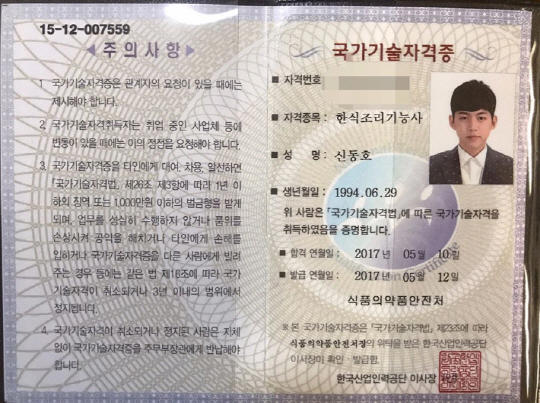 15-12-007559
◀ 주의사항 ▶
1. 국가기술자격증은 관계자의 요청이 있을 때에는
제시해야 합니다.
2. 국가기술자격취득자는 취업 중인 사업체 등에
변동이 있을 때에는 이의 정정을 요청해야 합니다.
3. 국가기술자격증을 타인에게 대여, 차용, 알선하면
「국가기술자격법」 제26조 제3항에 따라 1년 이
하의 징역 또는 1,000만원 이하의 벌금형을 받게
되며, 업무를 성실히 수행하지 않거나 품위를
손상시켜 공익을 해치거나 타인에게 손해를
입히거나 국가기술자격증을 다른 사람에게 빌려
주는 경우 등에는 같은 법 제16조에 따라 국가
기술자격이 취소되거나 3년 이내의 범위에서
정지됩니다.
4. 국가기술자격이 취소되거나 정지된 사람은 지체
없이 국가기술자격증을 주무부장관에게 반납해야
합니다.
국가기술자격증
■ 자격번호
■ 자격종목 : 한식조리기능사
■ 성 명 : 신동호
■ 생년월일 : 1994.06.29
위 사람은 「국가기술자격법」에 따른 국가기술자격을
취득하였음을 증명합니다.
■ 합격 연월일 : 2017 년 05 월 10 일
■ 발급 연월일 : 2017 년 05 월 12 일
식품의약품안전처
※ 본 국가기술자격증은 「국가기술자격법」 제23조에 따라
식품의약품안전처장의 위탁을 받은 한국산업인력공단
이사장이 확인·발급함.
한국산업인력공단 이사장